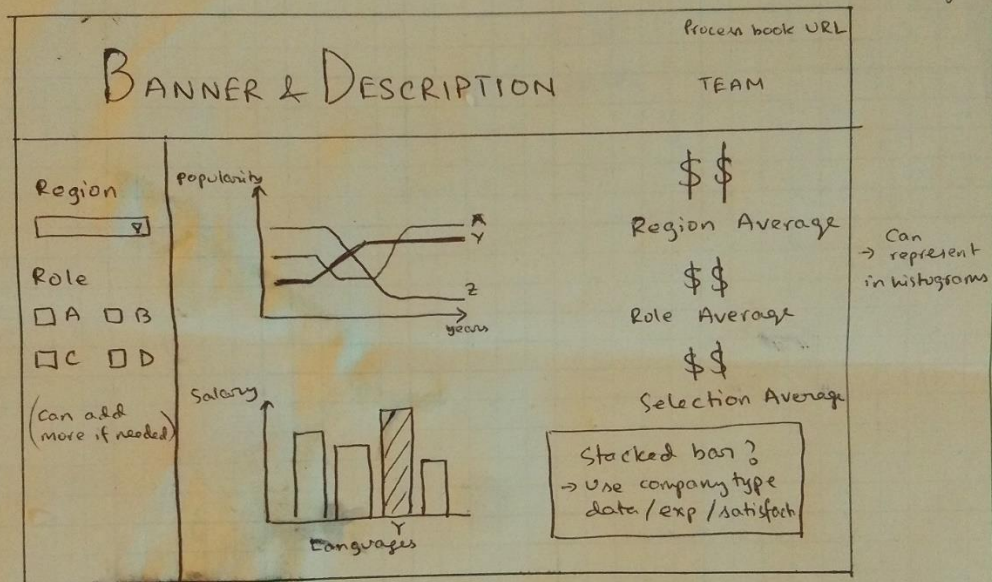 Process book URL
BANNER & DESCRIPTION
TEAM
Region
Role
A B
C D
(Can add
more if needed)
Popularity
A
Y
Z
years
Salary
Y
Languages
$ $
Region Average
$ $
Role Average
$ $
Selection Average
Stacked bar?
→ Use company type
data/exp/satisfach
→ Can
represent
in histograms